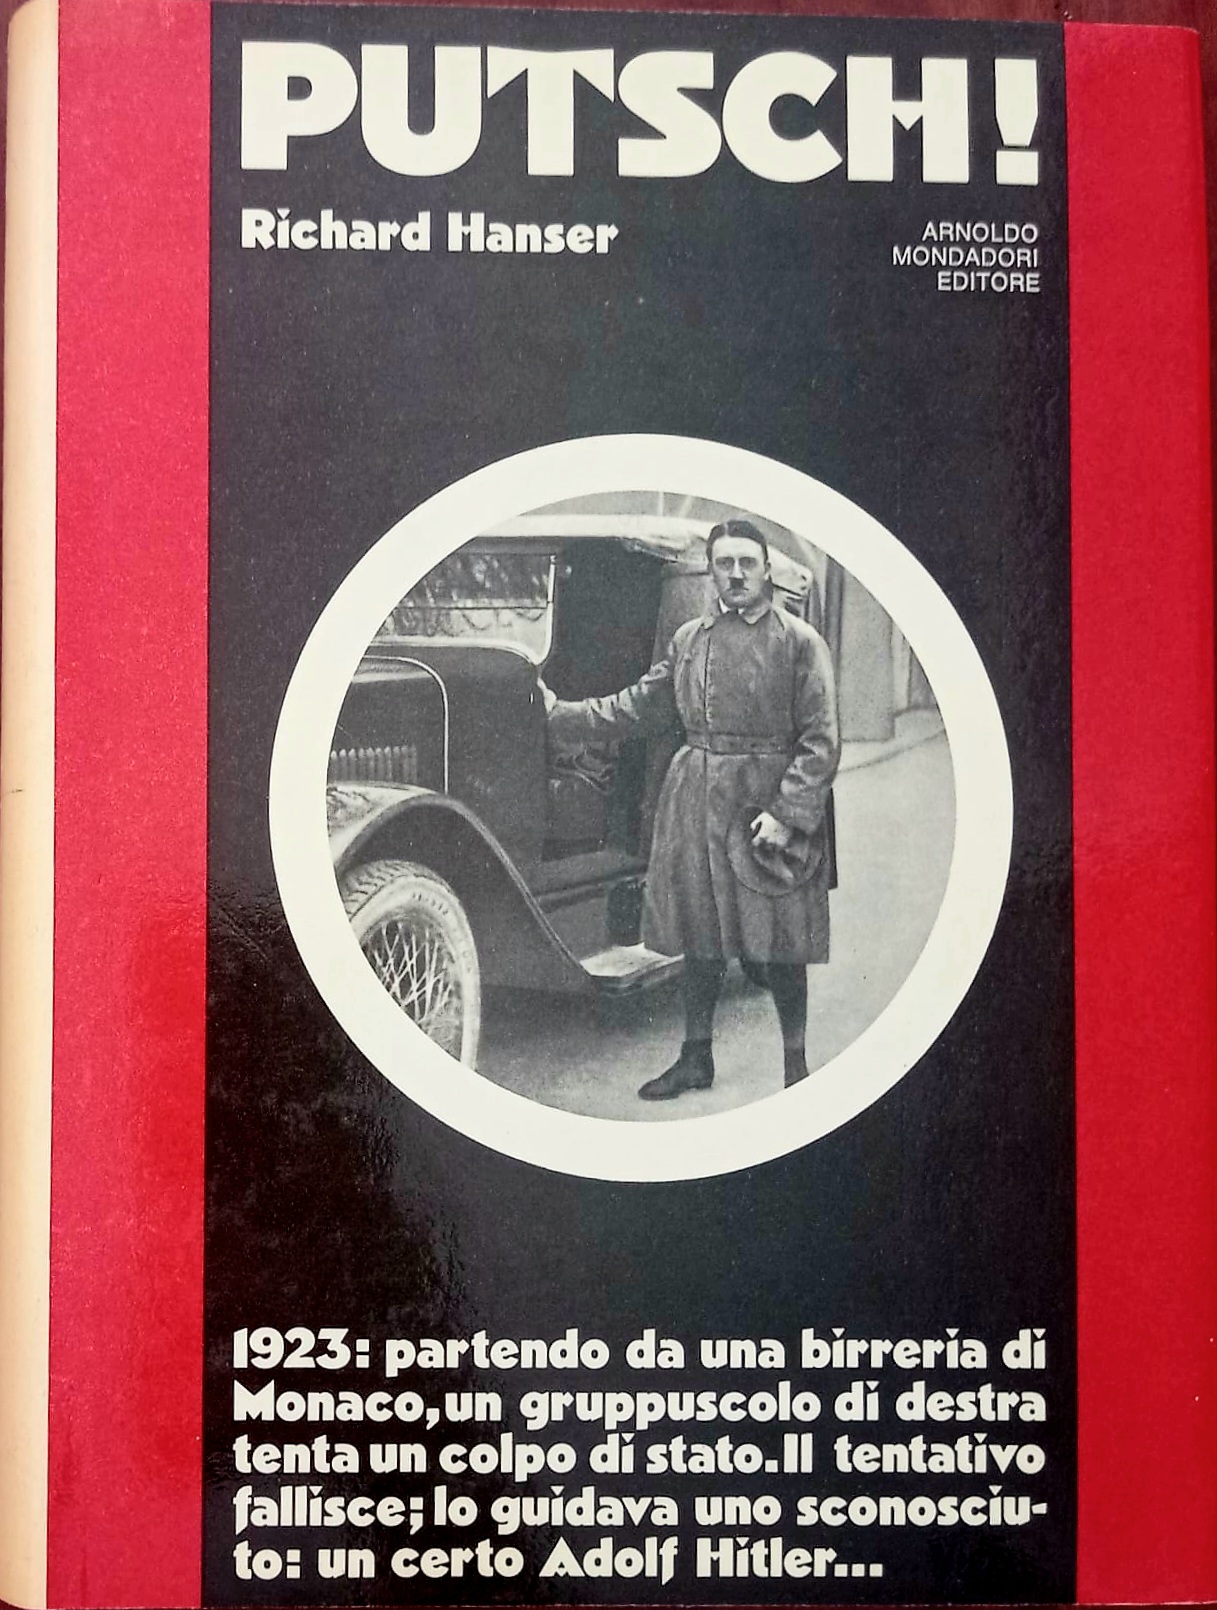 PUTSCH!
Richard Hanser
ARNOLDO
MONDADORI
EDITORE
1923: partendo da una birreria di
Monaco,un gruppuscolo di destra
tenta un colpo di stato.Il tentativo
fallisce;lo guidava uno sconosciu-
to: un certo Adolf Hitler...